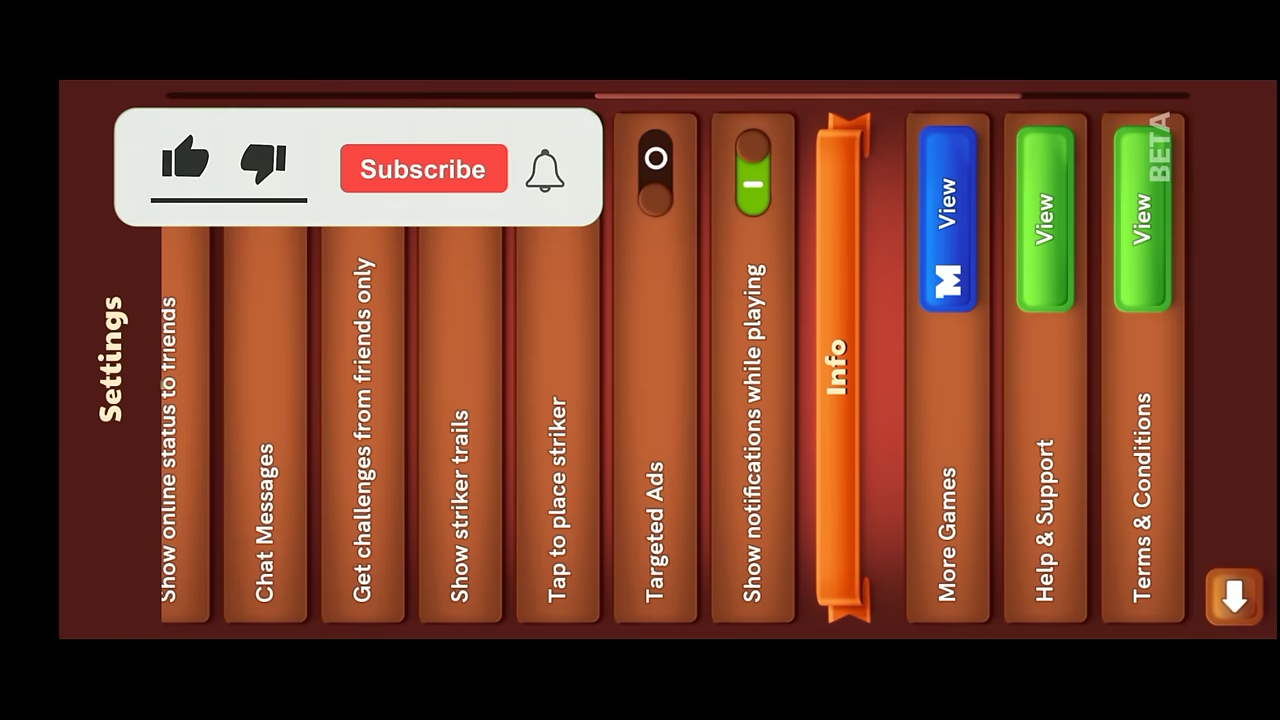 Settings
Show online status to friends
Chat Messages
Get challenges from friends only
Show striker trails
Tap to place striker
Targeted Ads
Show notifications while playing
Info
More Games
M View
Help & Support
View
Terms & Conditions
View
BETA
Subscribe